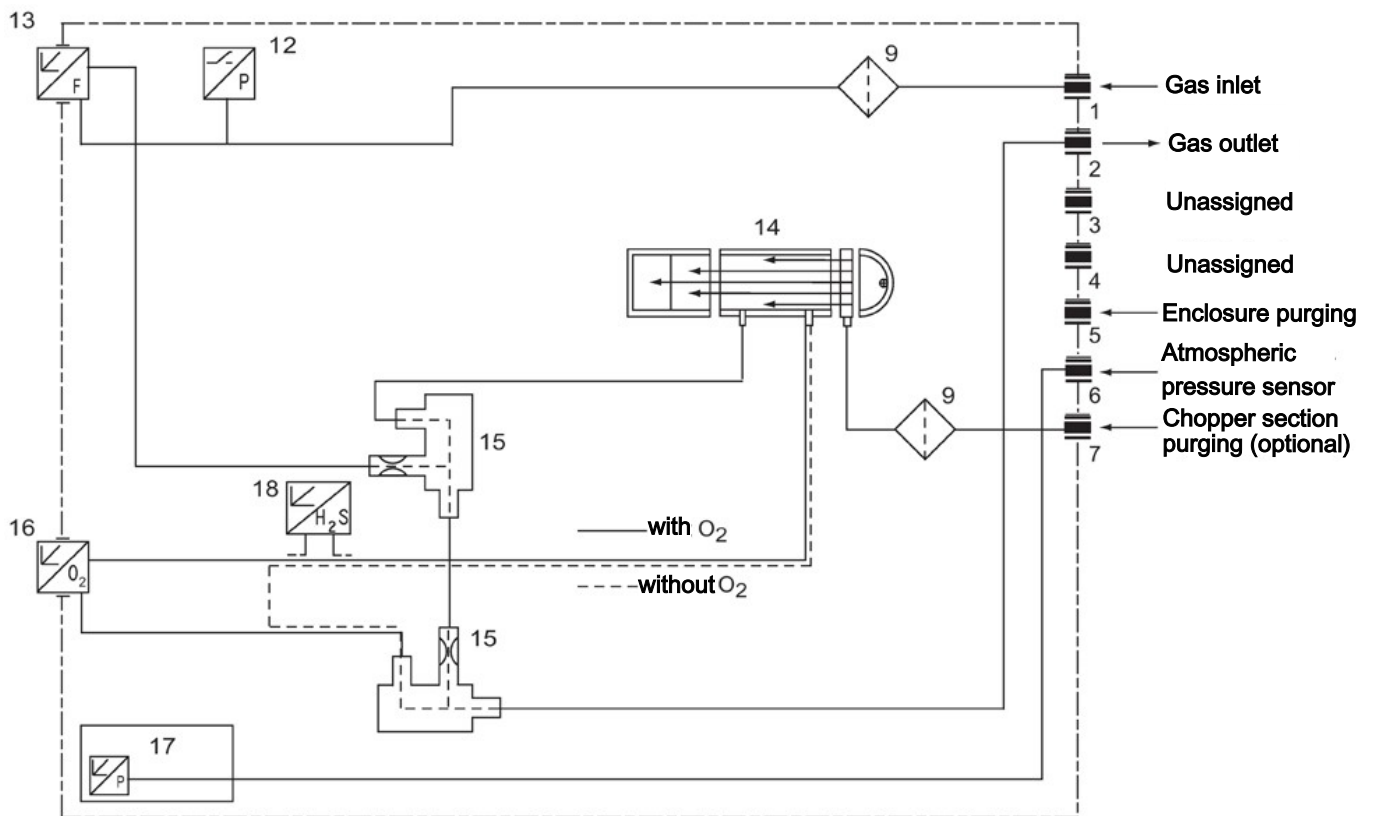 13
12
9
F
P
Gas inlet
1
Gas outlet
2
Unassigned
3
14
Unassigned
4
Enclosure purging
5
Atmospheric
pressure sensor
6
9
Chopper section
purging (optional)
7
15
18
H2S
with O2
16
O2
without O2
15
17
P